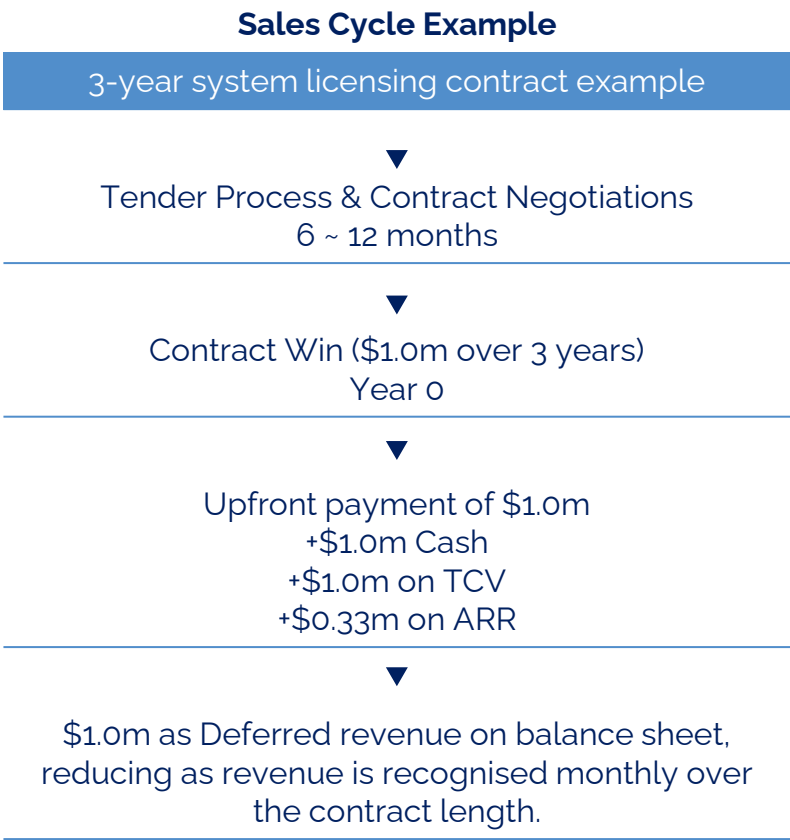 Sales Cycle Example
3-year system licensing contract example
Tender Process & Contract Negotiations
6 ~ 12 months
Contract Win ($1.0m over 3 years)
Year 0
Upfront payment of $1.0m
+$1.0m Cash
+$1.0m on TCV
+$0.33m on ARR
$1.0m as Deferred revenue on balance sheet,
reducing as revenue is recognised monthly over
the contract length.